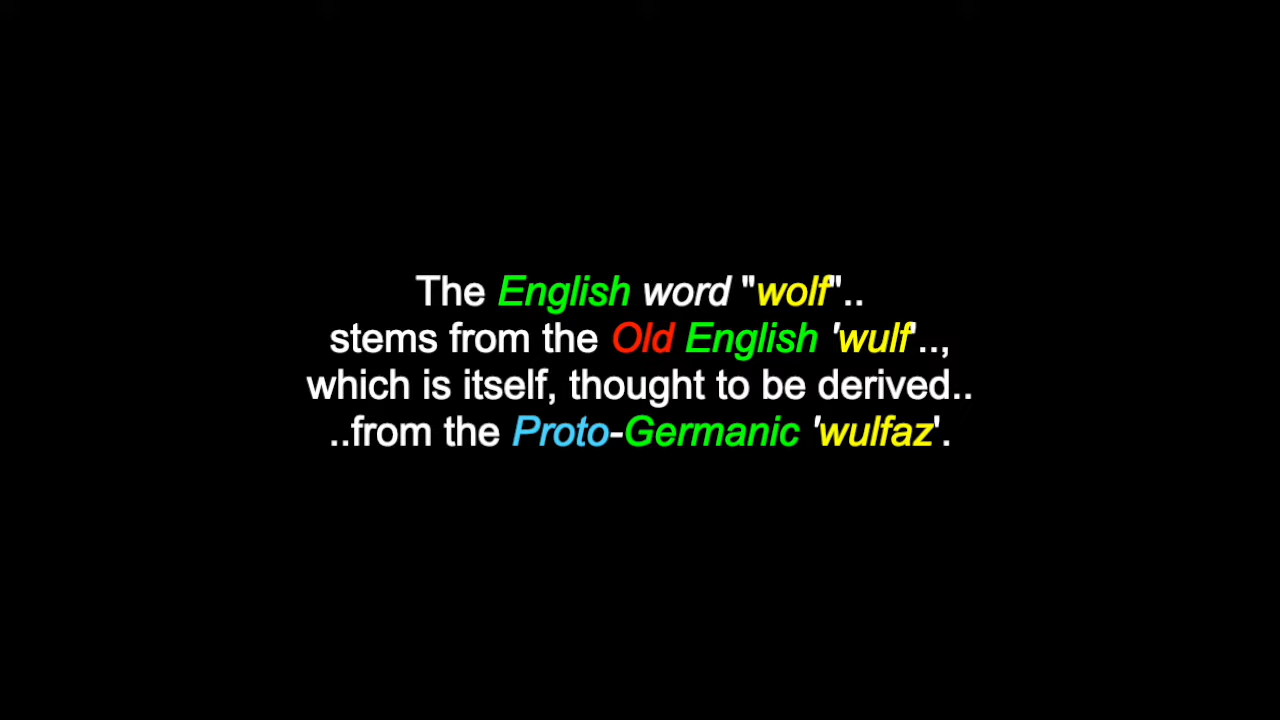 The English word "wolf"..
stems from the Old English 'wulf'..,
which is itself, thought to be derived..
..from the Proto-Germanic 'wulfaz'.